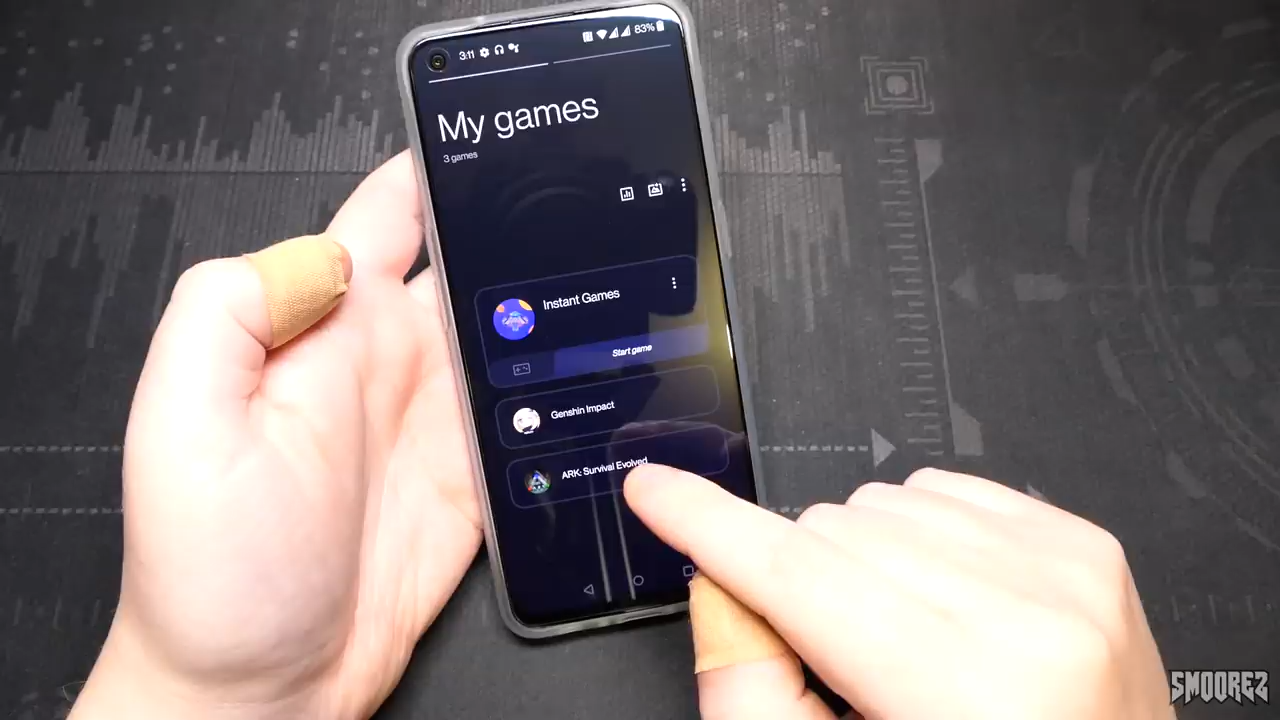 3:11
83%
My games
3 games
Instant Games
Start game
Genshin Impact
ARK: Survival Evolved
SMOOREZ